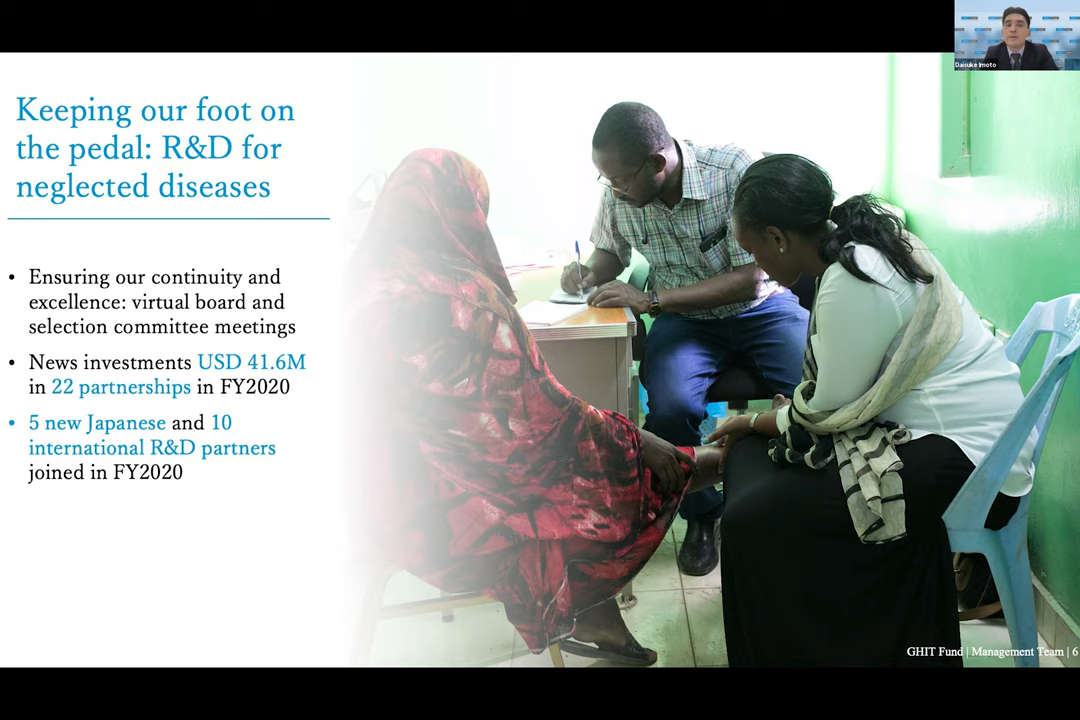 Daisuke Imoto
Keeping our foot on
the pedal: R&D for
neglected diseases
• Ensuring our continuity and
excellence: virtual board and
selection committee meetings
• News investments USD 41.6M
in 22 partnerships in FY2020
• 5 new Japanese and 10
international R&D partners
joined in FY2020
GHIT Fund | Management Team | 6